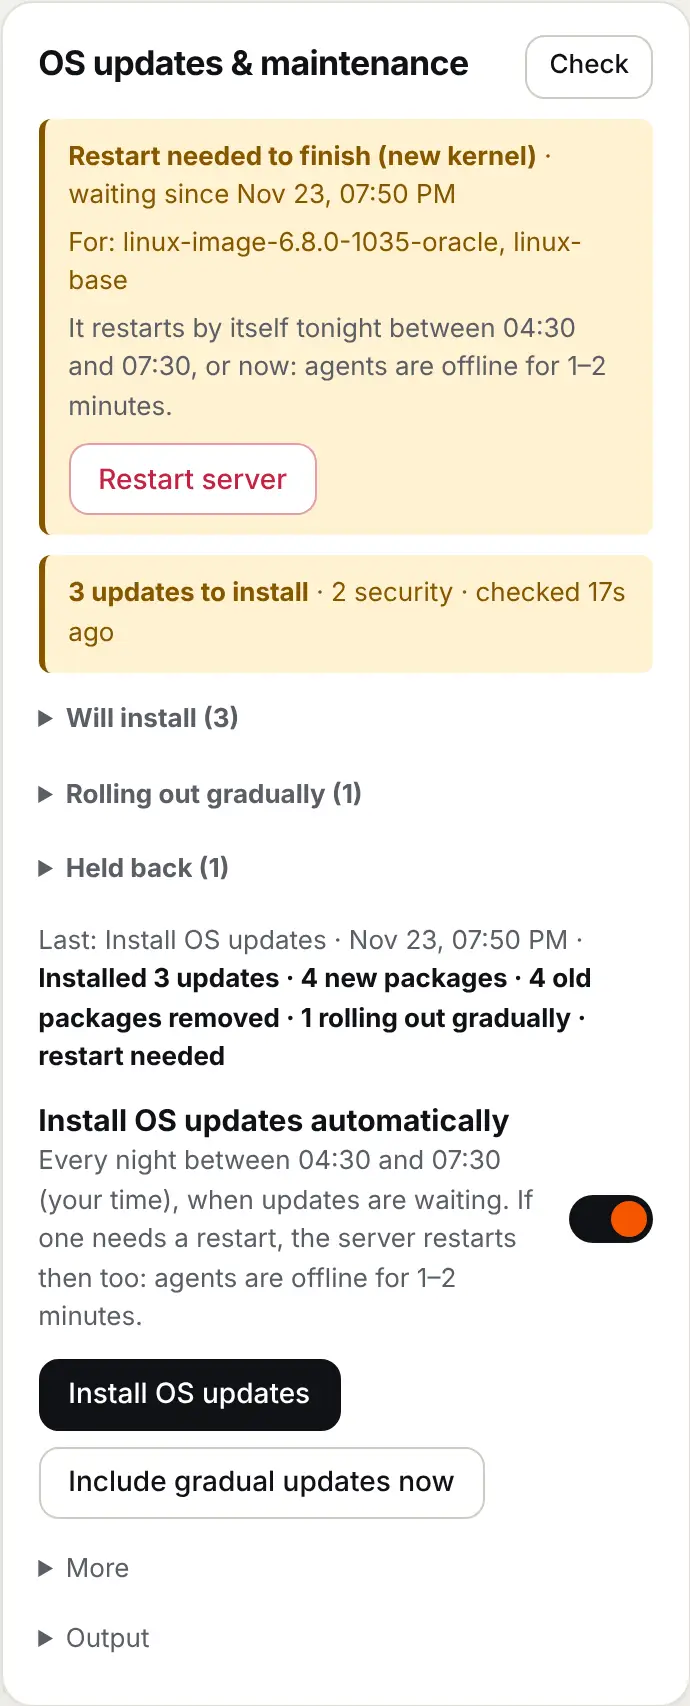 OS updates & maintenance
Check
Restart needed to finish (new kernel) ·
waiting since Nov 23, 07:50 PM
For: linux-image-6.8.0-1035-oracle, linux-
base
It restarts by itself tonight between 04:30
and 07:30, or now: agents are offline for 1–2
minutes.
Restart server
3 updates to install · 2 security · checked 17s
ago
Will install (3)
Rolling out gradually (1)
Held back (1)
Last: Install OS updates · Nov 23, 07:50 PM ·
Installed 3 updates · 4 new packages · 4 old
packages removed · 1 rolling out gradually ·
restart needed
Install OS updates automatically
Every night between 04:30 and 07:30
(your time), when updates are waiting. If
one needs a restart, the server restarts
then too: agents are offline for 1–2
minutes.
Install OS updates
Include gradual updates now
More
Output